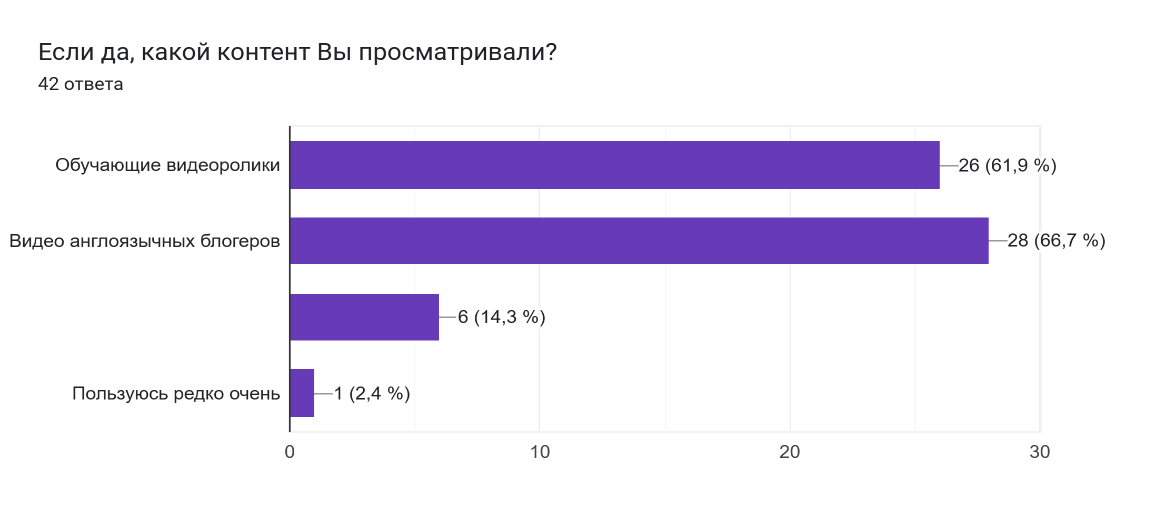 Если да, какой контент Вы просматривали?
42 ответа
Обучающие видеоролики
26 (61,9 %)
Видео англоязычных блогеров
28 (66,7 %)
6 (14,3 %)
Пользуюсь редко очень
1 (2,4 %)
0
10
20
30